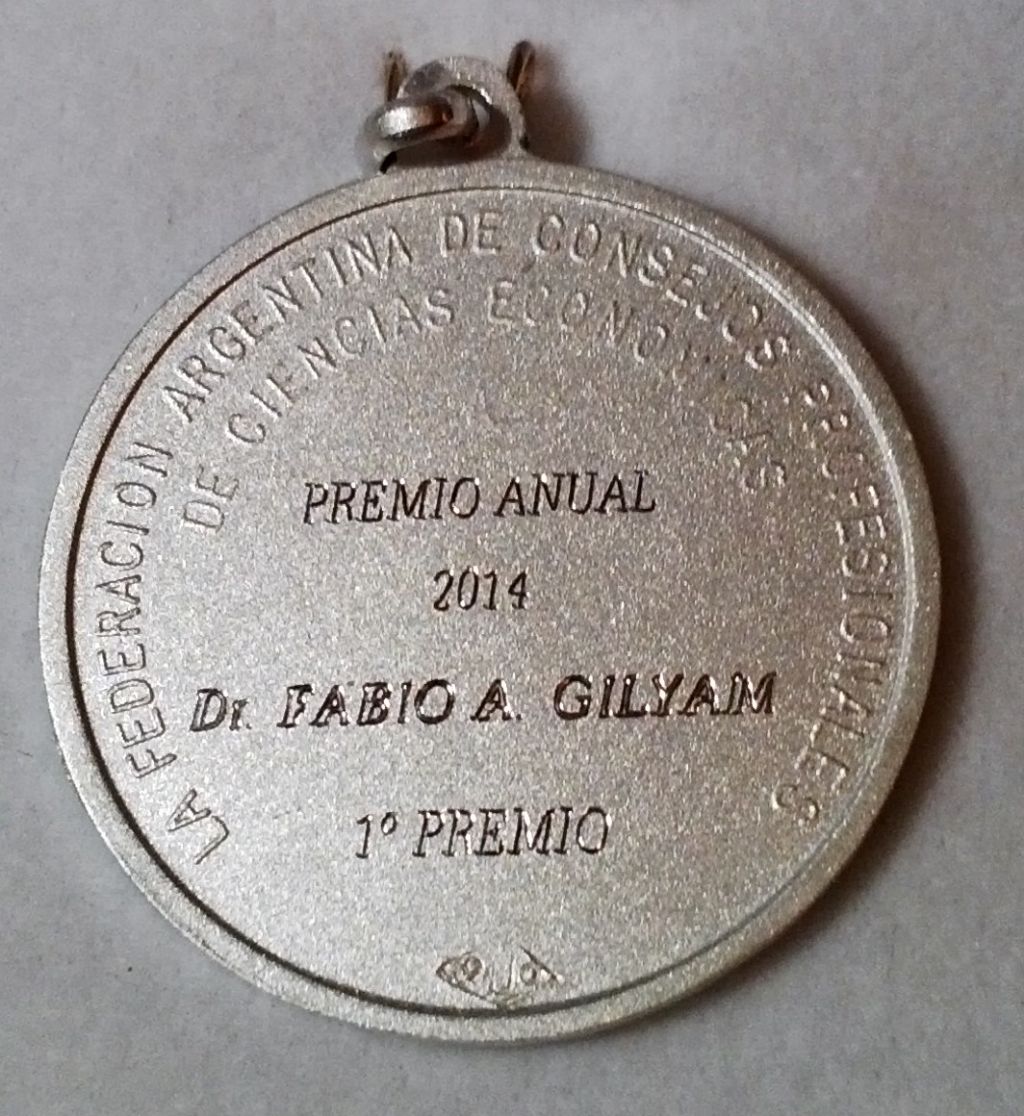 LA FEDERACION ARGENTINA DE CONSEJOS PROFESIONALES
DE CIENCIAS ECONOMICAS
PREMIO ANUAL
2014
Dr. FABIO A. GILYAM
1º PREMIO